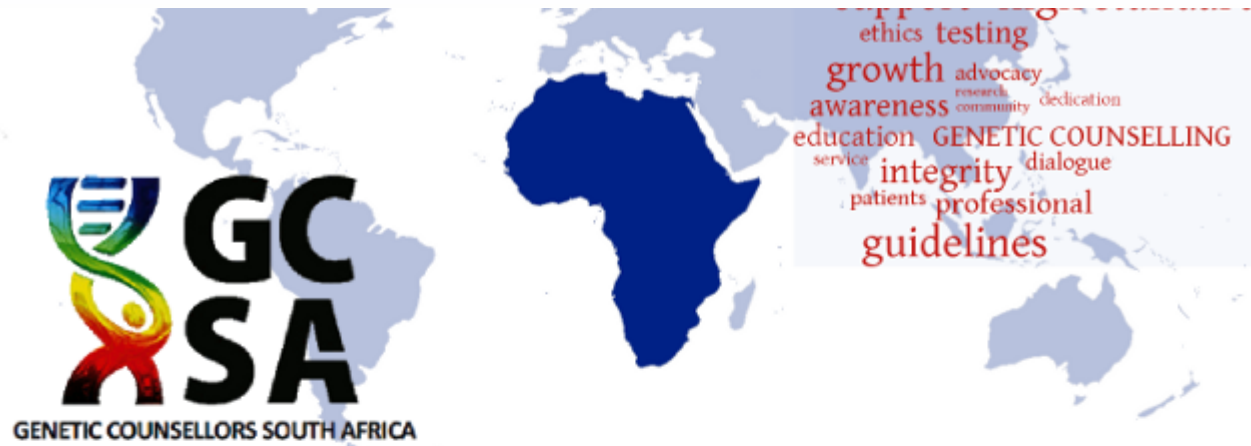 ethics testing
growth advocacy
research
awareness community dedication
education GENETIC COUNSELLING
service integrity dialogue
patients professional
guidelines
GC
SA
GENETIC COUNSELLORS SOUTH AFRICA